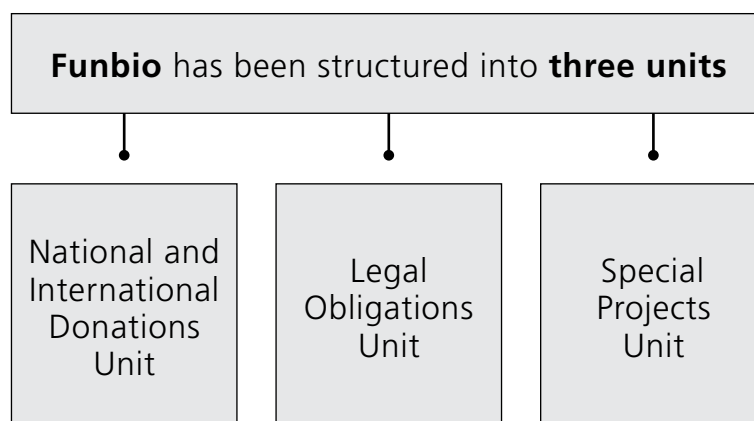 Funbio has been structured into three units
National and
International
Donations
Unit
Legal
Obligations
Unit
Special
Projects
Unit